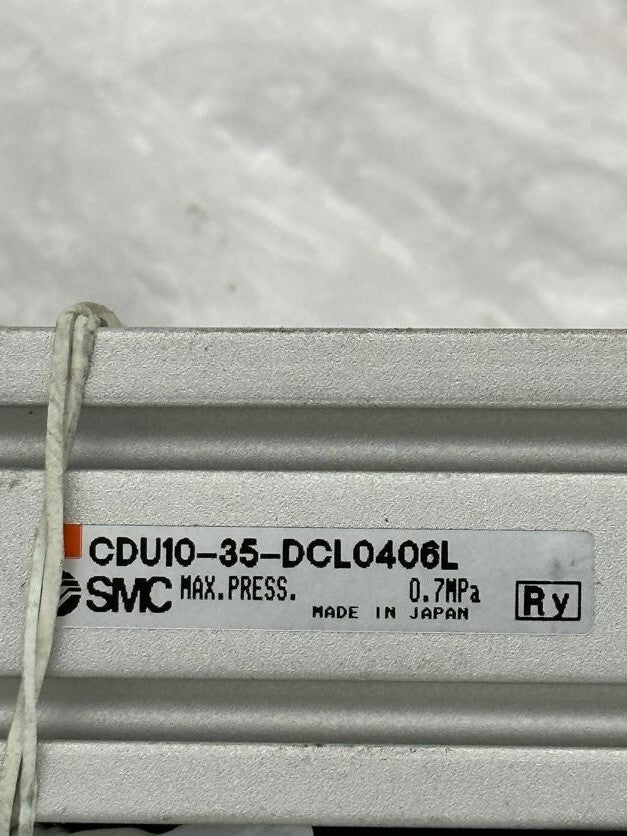 CDU10-35-DCL0406L
SMC MAX.PRESS. 0.7MPa
MADE IN JAPAN
Ry